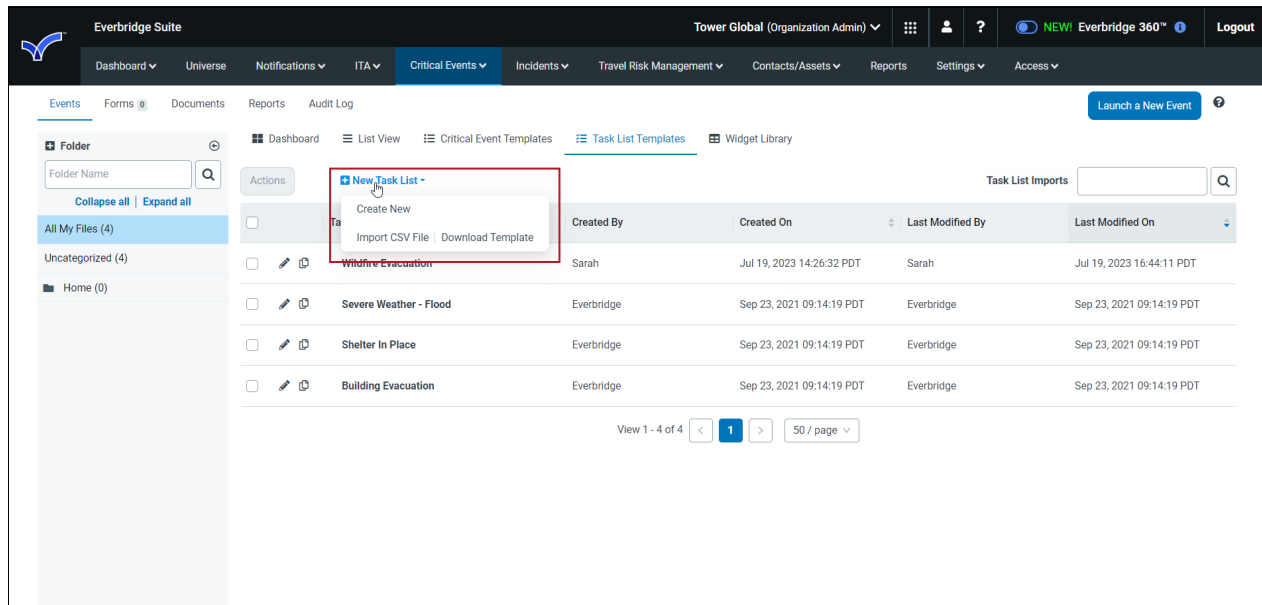 Everbridge Suite
Tower Global (Organization Admin)
?
NEW! Everbridge 360™
Logout
Dashboard Universe Notifications ITA Critical Events Incidents Travel Risk Management Contacts/Assets Reports Settings Access
Events Forms 0 Documents Reports Audit Log
Launch a New Event
Folder
Folder Name
Collapse all | Expand all
All My Files (4)
Uncategorized (4)
Home (0)
Dashboard List View Critical Event Templates Task List Templates Widget Library
Actions New Task List Task List Imports
Create New
Import CSV File | Download Template
Ta Created By Created On Last Modified By Last Modified On
Wildfire Evacuation Sarah Jul 19, 2023 14:26:32 PDT Sarah Jul 19, 2023 16:44:11 PDT
Severe Weather - Flood Everbridge Sep 23, 2021 09:14:19 PDT Everbridge Sep 23, 2021 09:14:19 PDT
Shelter In Place Everbridge Sep 23, 2021 09:14:19 PDT Everbridge Sep 23, 2021 09:14:19 PDT
Building Evacuation Everbridge Sep 23, 2021 09:14:19 PDT Everbridge Sep 23, 2021 09:14:19 PDT
View 1 - 4 of 4 < 1 > 50 / page